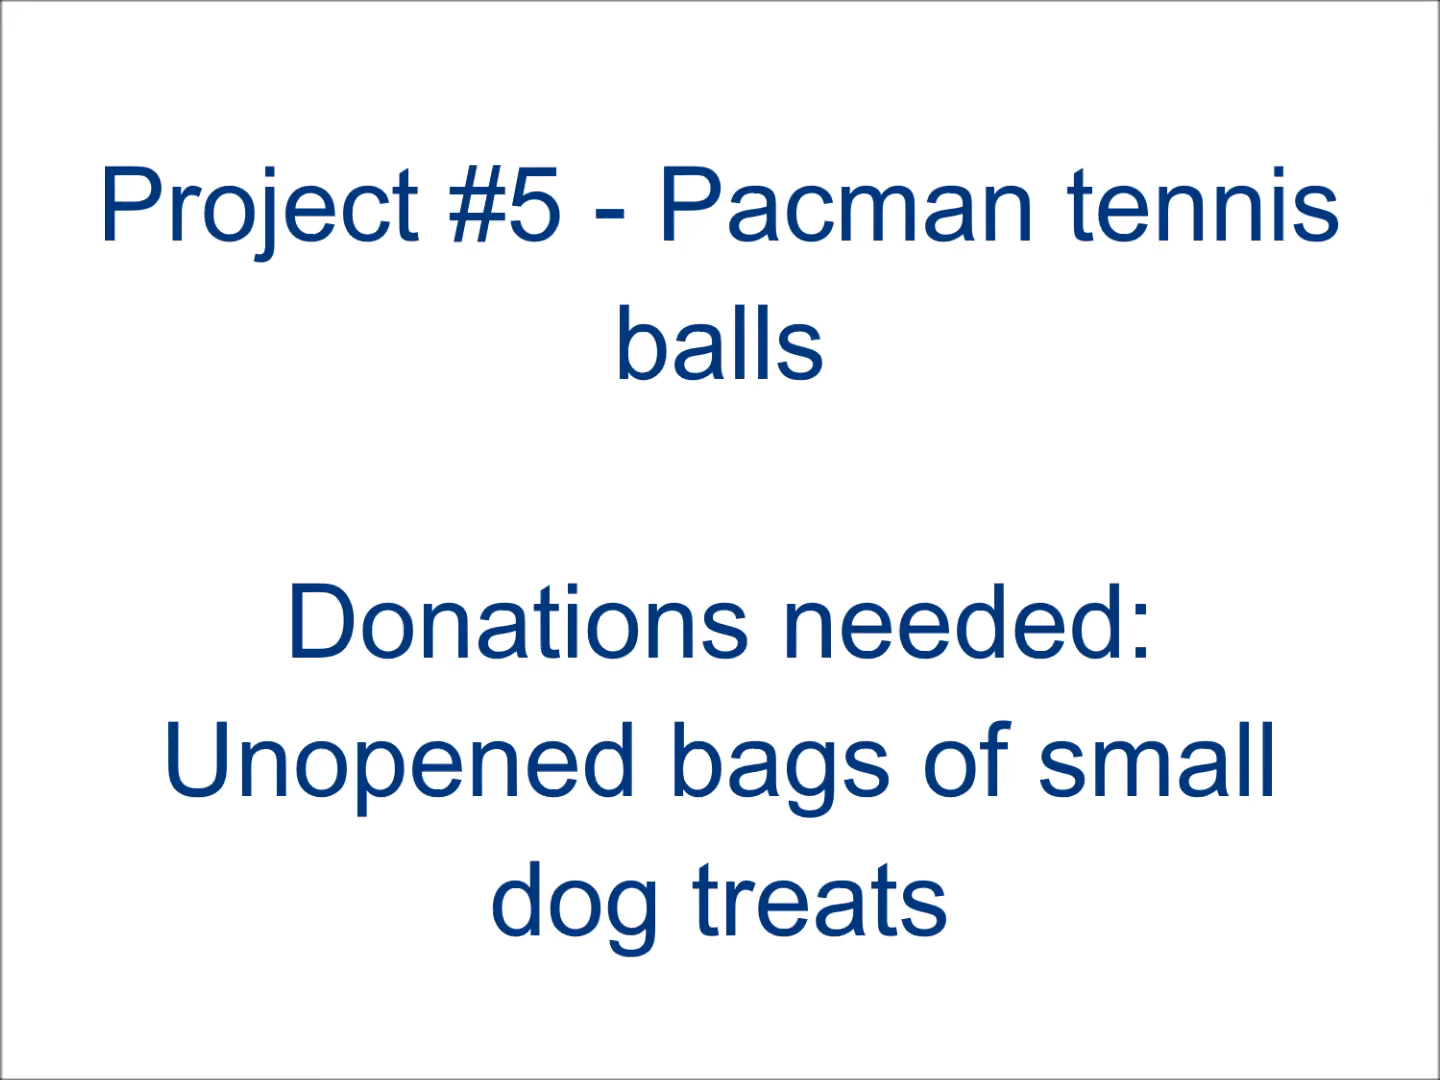 Project #5 - Pacman tennis
balls
Donations needed:
Unopened bags of small
dog treats